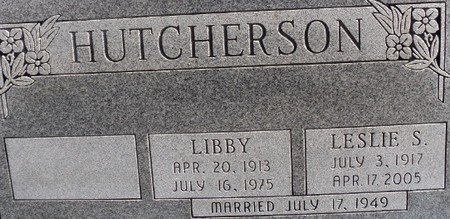 HUTCHERSON
LIBBY
APR. 20, 1913
JULY 16, 1975
LESLIE S.
JULY 3, 1917
APR. 17, 2005
MARRIED JULY 17, 1949